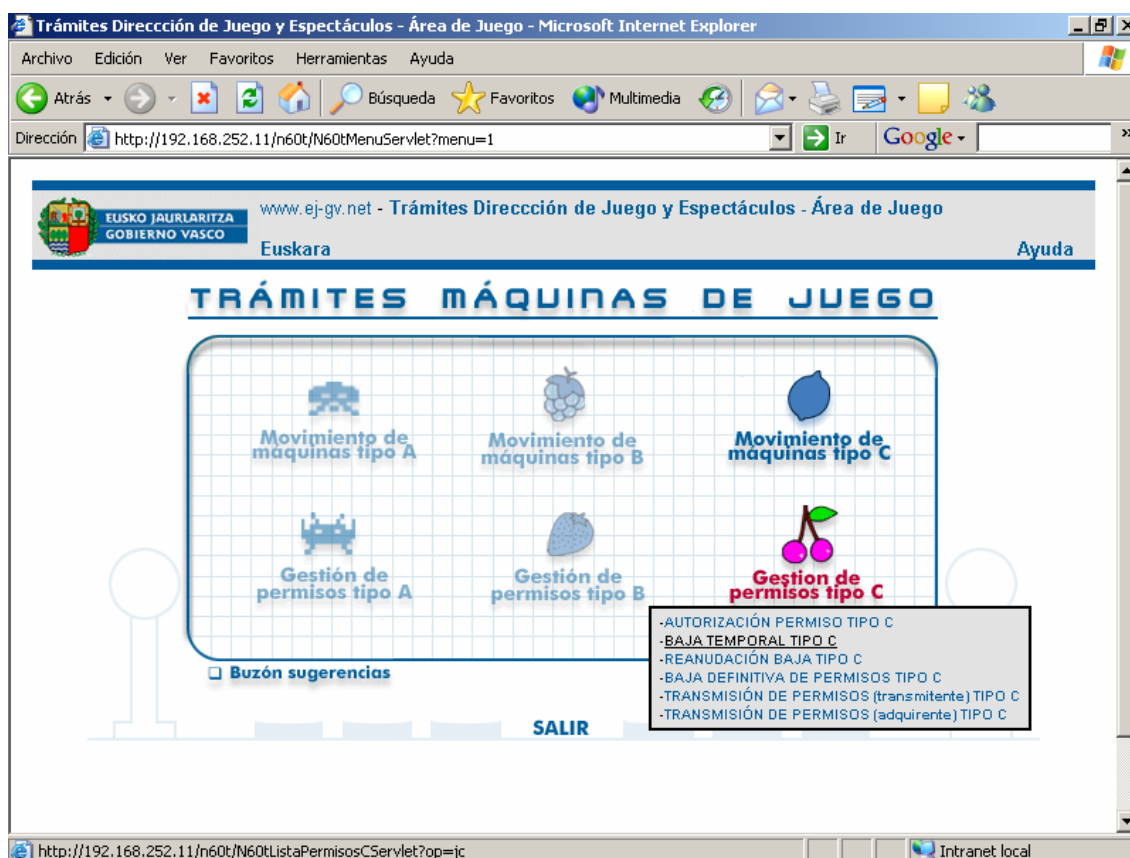 Trámites Direccción de Juego y Espectáculos - Área de Juego - Microsoft Internet Explorer
Archivo Edición Ver Favoritos Herramientas Ayuda
Atrás Búsqueda Favoritos Multimedia
Dirección http://192.168.252.11/n60t/N60tMenuServlet?menu=1 Ir Google »
EUSKO JAURLARITZA
GOBIERNO VASCO
www.ej-gv.net - Trámites Direccción de Juego y Espectáculos - Área de Juego
Euskara Ayuda
TRÁMITES MÁQUINAS DE JUEGO
Movimiento de máquinas tipo A
Movimiento de máquinas tipo B
Movimiento de máquinas tipo C
Gestión de permisos tipo A
Gestión de permisos tipo B
Gestion de permisos tipo C
-AUTORIZACIÓN PERMISO TIPO C
-BAJA TEMPORAL TIPO C
-REANUDACIÓN BAJA TIPO C
-BAJA DEFINITIVA DE PERMISOS TIPO C
-TRANSMISIÓN DE PERMISOS (transmitente) TIPO C
-TRANSMISIÓN DE PERMISOS (adquirente) TIPO C
Buzón sugerencias
SALIR
http://192.168.252.11/n60t/N60tListaPermisosCServlet?op=jc Intranet local